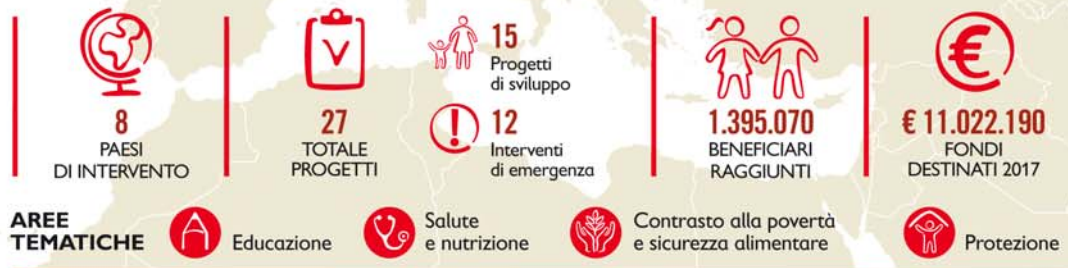 8
PAESI
DI INTERVENTO
27
TOTALE
PROGETTI
15
Progetti
di sviluppo
12
Interventi
di emergenza
1.395.070
BENEFICIARI
RAGGIUNTI
€ 11.022.190
FONDI
DESTINATI 2017
AREE
TEMATICHE
Educazione
Salute
e nutrizione
Contrasto alla povertà
e sicurezza alimentare
Protezione